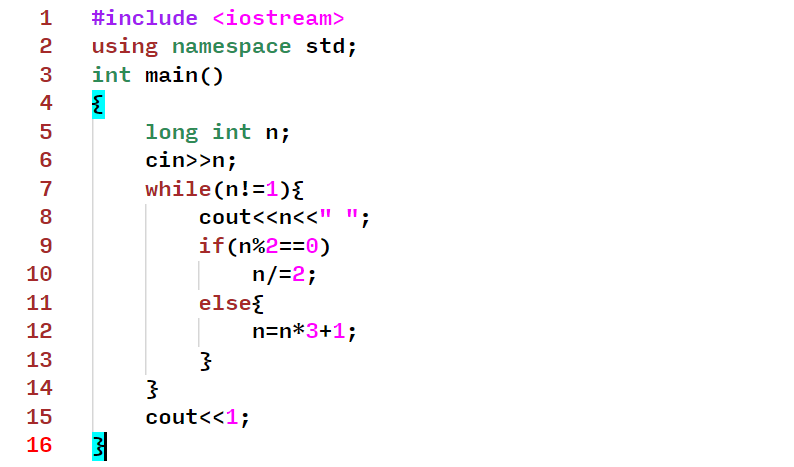 1 #include <iostream>
2 using namespace std;
3 int main()
4 {
5     long int n;
6     cin>>n;
7     while(n!=1){
8         cout<<n<<" ";
9         if(n%2==0)
10             n/=2;
11         else{
12             n=n*3+1;
13         }
14     }
15     cout<<1;
16 }